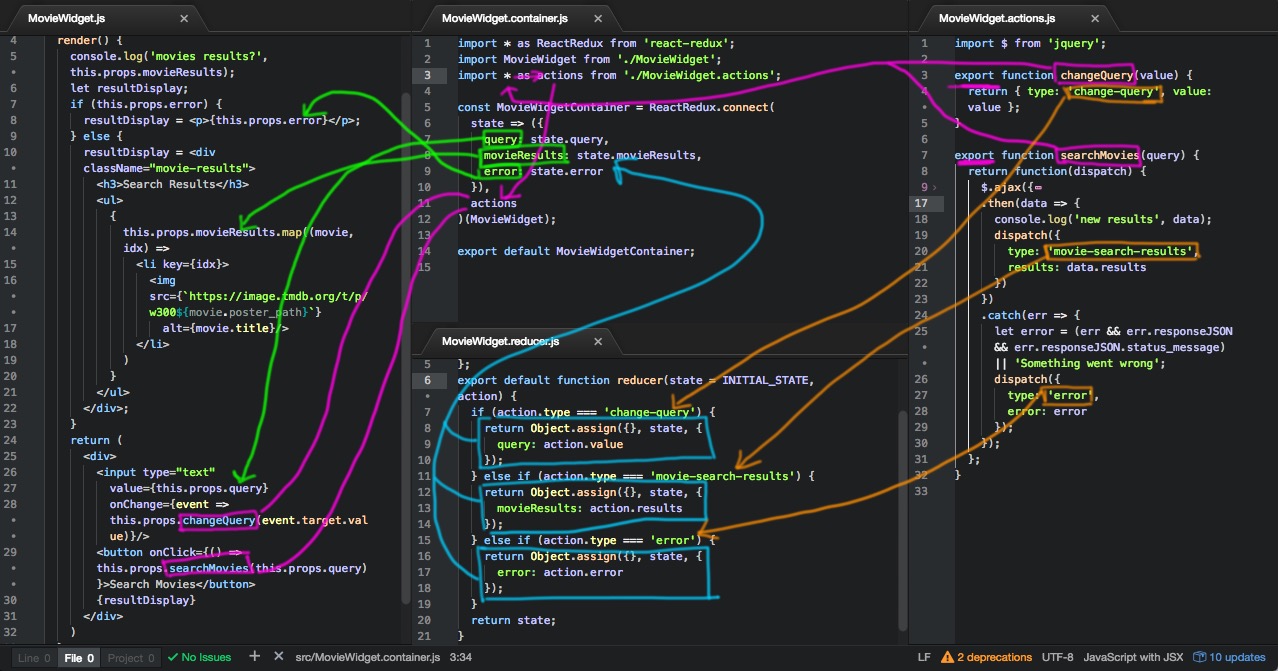 MovieWidget.js
4 render() {
5 console.log('movies results?',
• this.props.movieResults);
6 let resultDisplay;
7 if (this.props.error) {
8 resultDisplay = <p>{this.props.error}</p>;
9 } else {
10 resultDisplay = <div
• className="movie-results">
11 <h3>Search Results</h3>
12 <ul>
13 {
14 this.props.movieResults.map((movie,
• idx) =>
15 <li key={idx}>
16 <img
• src={`https://image.tmdb.org/t/p/
• w300${movie.poster_path}`}
17 alt={movie.title}/>
18 </li>
19 )
20 }
21 </ul>
22 </div>;
23 }
24 return (
25 <div>
26 <input type="text"
27 value={this.props.query}
28 onChange={event =>
• this.props.changeQuery(event.target.val
• ue)}/>
29 <button onClick={() =>
• this.props.searchMovies(this.props.query)
• }>Search Movies</button>
30 {resultDisplay}
31 </div>
32 )
MovieWidget.container.js
1 import * as ReactRedux from 'react-redux';
2 import MovieWidget from './MovieWidget';
3 import * as actions from './MovieWidget.actions';
4
5 const MovieWidgetContainer = ReactRedux.connect(
6 state => ({
7 query: state.query,
8 movieResults: state.movieResults,
9 error: state.error
10 }),
11 actions
12 )(MovieWidget);
13
14 export default MovieWidgetContainer;
15
MovieWidget.reducer.js
5 };
6 export default function reducer(state = INITIAL_STATE,
• action) {
7 if (action.type === 'change-query') {
8 return Object.assign({}, state, {
9 query: action.value
10 });
11 } else if (action.type === 'movie-search-results') {
12 return Object.assign({}, state, {
13 movieResults: action.results
14 });
15 } else if (action.type === 'error') {
16 return Object.assign({}, state, {
17 error: action.error
18 });
19 }
20 return state;
21 }
MovieWidget.actions.js
1 import $ from 'jquery';
2
3 export function changeQuery(value) {
4 return { type: 'change-query', value:
• value };
5 }
6
7 export function searchMovies(query) {
8 return function(dispatch) {
9 $.ajax({
17 .then(data => {
18 console.log('new results', data);
19 dispatch({
20 type: 'movie-search-results',
21 results: data.results
22 })
23 })
24 .catch(err => {
25 let error = (err && err.responseJSON
• && err.responseJSON.status_message)
• || 'Something went wrong';
26 dispatch({
27 type: 'error',
28 error: error
29 });
30 });
31 };
32 }
33
Line 0 File 0 Project 0 ✓ No Issues + ✕ src/MovieWidget.container.js 3:34 LF 2 deprecations UTF-8 JavaScript with JSX 10 updates